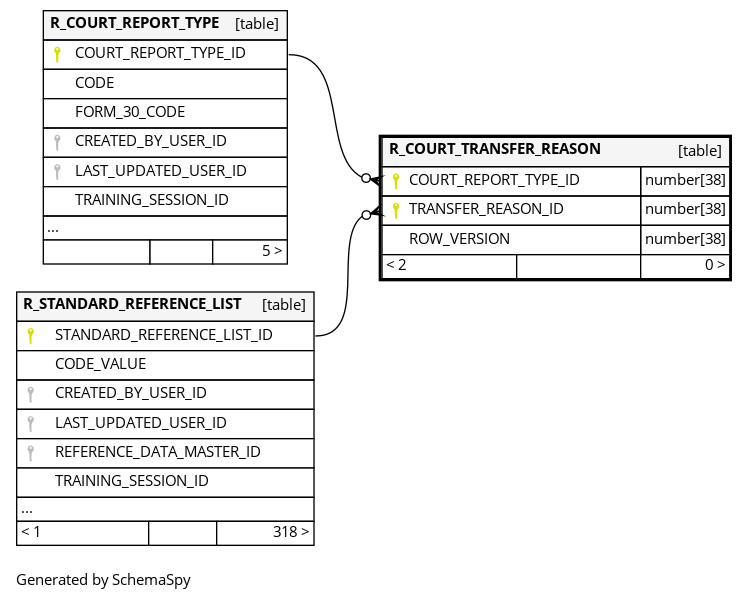 R_COURT_REPORT_TYPE [table]
COURT_REPORT_TYPE_ID
CODE
FORM_30_CODE
CREATED_BY_USER_ID
LAST_UPDATED_USER_ID
TRAINING_SESSION_ID
...
5 >
R_COURT_TRANSFER_REASON [table]
COURT_REPORT_TYPE_ID number[38]
TRANSFER_REASON_ID number[38]
ROW_VERSION number[38]
< 2 0 >
R_STANDARD_REFERENCE_LIST [table]
STANDARD_REFERENCE_LIST_ID
CODE_VALUE
CREATED_BY_USER_ID
LAST_UPDATED_USER_ID
REFERENCE_DATA_MASTER_ID
TRAINING_SESSION_ID
...
< 1 318 >
Generated by SchemaSpy